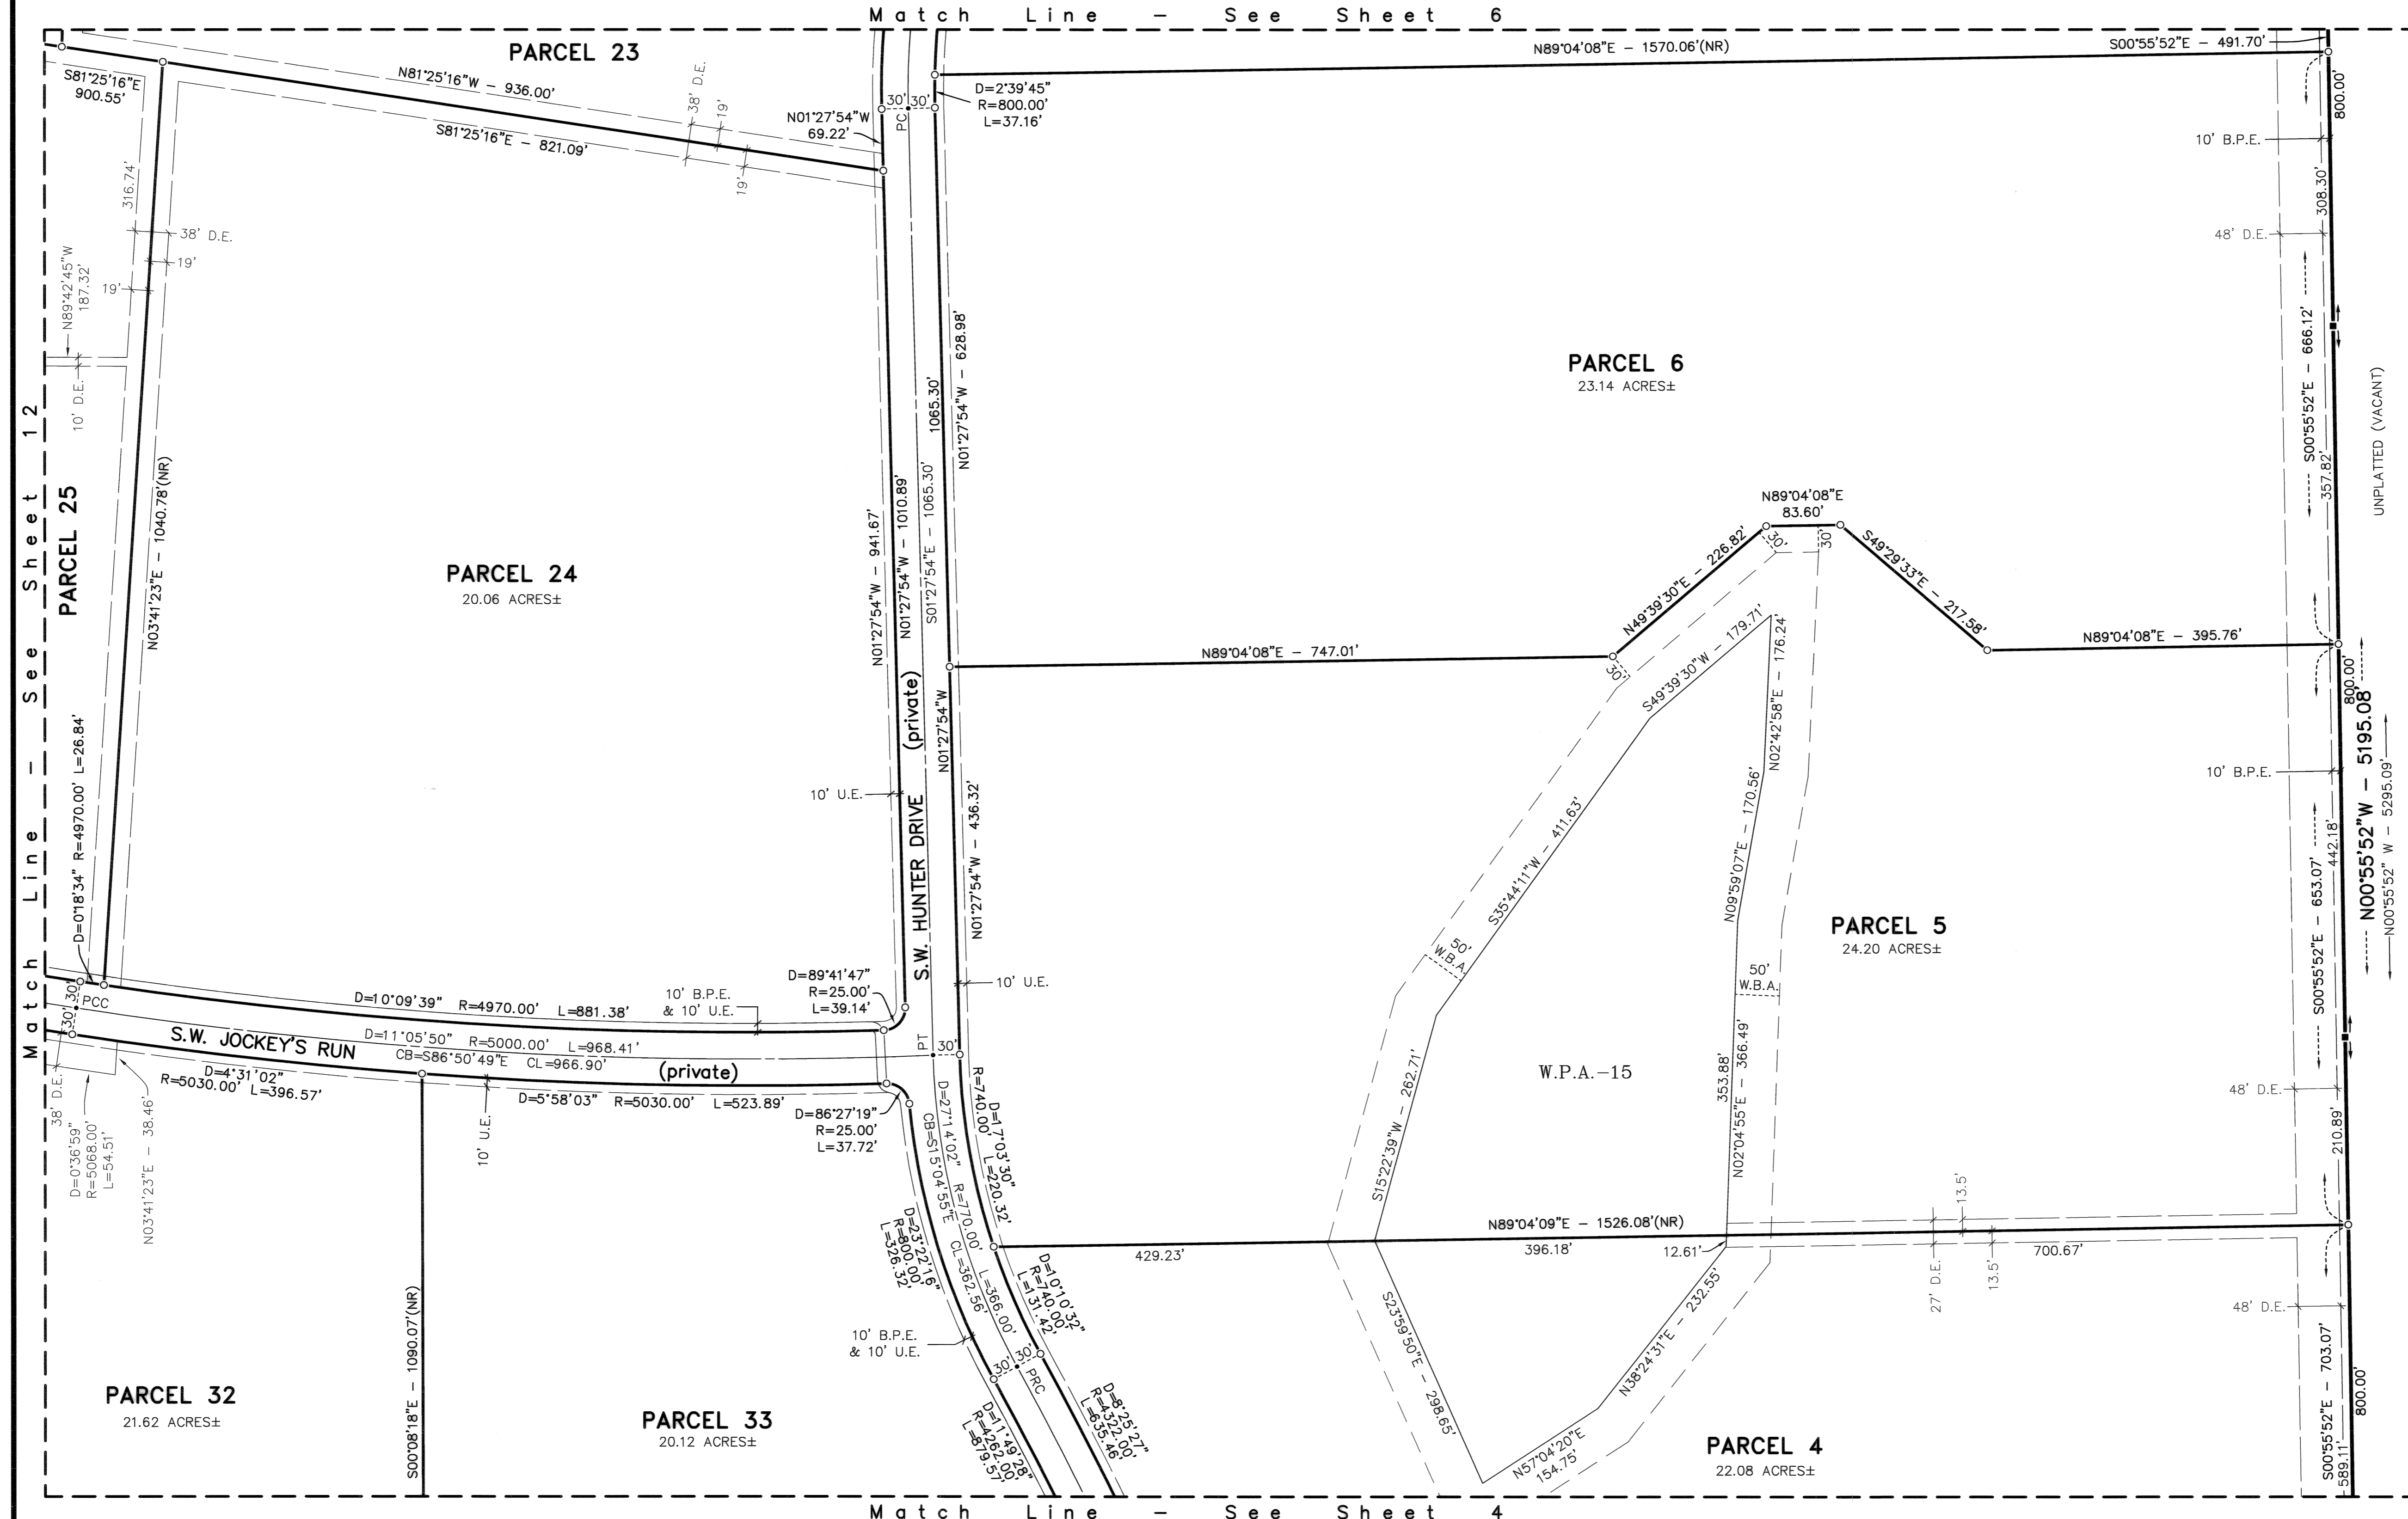 Match Line – See Sheet 6
PARCEL 23
N89°04'08"E – 1570.06'(NR)
S00°55'52"E – 491.70'
S81°25'16"E
900.55'
N81°25'16"W – 936.00'
S81°25'16"E – 821.09'
38' D.E.
19'
19'
N01°27'54"W
69.22'
30'
30'
PC
D=2°39'45"
R=800.00'
L=37.16'
800.00'
10' B.P.E.
308.30'
48' D.E.
316.74'
38' D.E.
19'
19'
N89°42'45"W
187.32'
10' D.E.
Match Line – See Sheet 12
PARCEL 25
N03°41'23"E – 1040.78'(NR)
PARCEL 24
20.06 ACRES±
N01°27'54"W – 941.67'
N01°27'54"W – 1010.89'
S01°27'54"E – 1065.30'
1065.30'
N01°27'54"W – 628.98'
PARCEL 6
23.14 ACRES±
S00°55'52"E – 666.12'
357.82'
UNPLATTED (VACANT)
N89°04'08"E
83.60'
30'
30'
30'
N49°39'30"E – 226.82'
S49°29'33"E – 217.58'
N89°04'08"E – 747.01'
N89°04'08"E – 395.76'
S49°39'30"W – 179.71'
N02°42'58"E – 176.24'
S35°44'11"W – 411.63'
N09°59'07"E – 170.56'
N01°27'54"W
N01°27'54"W – 436.32'
S.W. HUNTER DRIVE (private)
10' U.E.
10' U.E.
800.00'
10' B.P.E.
N00°55'52"W – 5195.08'
N00°55'52" W – 5295.09'
442.18'
S00°55'52"E – 653.07'
PARCEL 5
24.20 ACRES±
50'
W.B.A.
50'
W.B.A.
D=0°18'34" R=4970.00' L=26.84'
30'
30'
PCC
D=10°09'39" R=4970.00' L=881.38'
10' B.P.E.
& 10' U.E.
D=89°41'47"
R=25.00'
L=39.14'
S.W. JOCKEY'S RUN (private)
D=11°05'50" R=5000.00' L=968.41'
CB=S86°50'49"E CL=966.90'
PT
30'
D=4°31'02"
R=5030.00' L=396.57'
D=5°58'03" R=5030.00' L=523.89'
D=86°27'19"
R=25.00'
L=37.72'
38' D.E.
D=0°36'59"
R=5068.00'
L=54.51'
N03°41'23"E – 38.46'
10' U.E.
D=17°03'30"
R=740.00'
L=220.32'
D=27°14'02" R=770.00' L=366.00'
CB=S15°04'55"E CL=362.56'
D=23°22'16"
R=800.00'
L=326.32'
W.P.A.-15
353.88'
N02°04'55"E – 366.49'
S15°22'39"W – 262.71'
48' D.E.
210.89'
N89°04'09"E – 1526.08'(NR)
429.23'
396.18'
12.61'
700.67'
13.5'
13.5'
27' D.E.
48' D.E.
D=10°10'32"
R=740.00'
L=131.42'
10' B.P.E.
& 10' U.E.
30'
30'
PRC
S23°59'50"E – 298.65'
N38°24'31"E – 232.55'
N57°04'20"E
154.75'
S00°08'18"E – 1090.07'(NR)
PARCEL 32
21.62 ACRES±
PARCEL 33
20.12 ACRES±
D=11°49'28"
R=4262.00'
L=879.57'
D=8°25'27"
R=4322.00'
L=635.46'
PARCEL 4
22.08 ACRES±
S00°55'52"E – 703.07'
589.11'
800.00'
Match Line – See Sheet 4